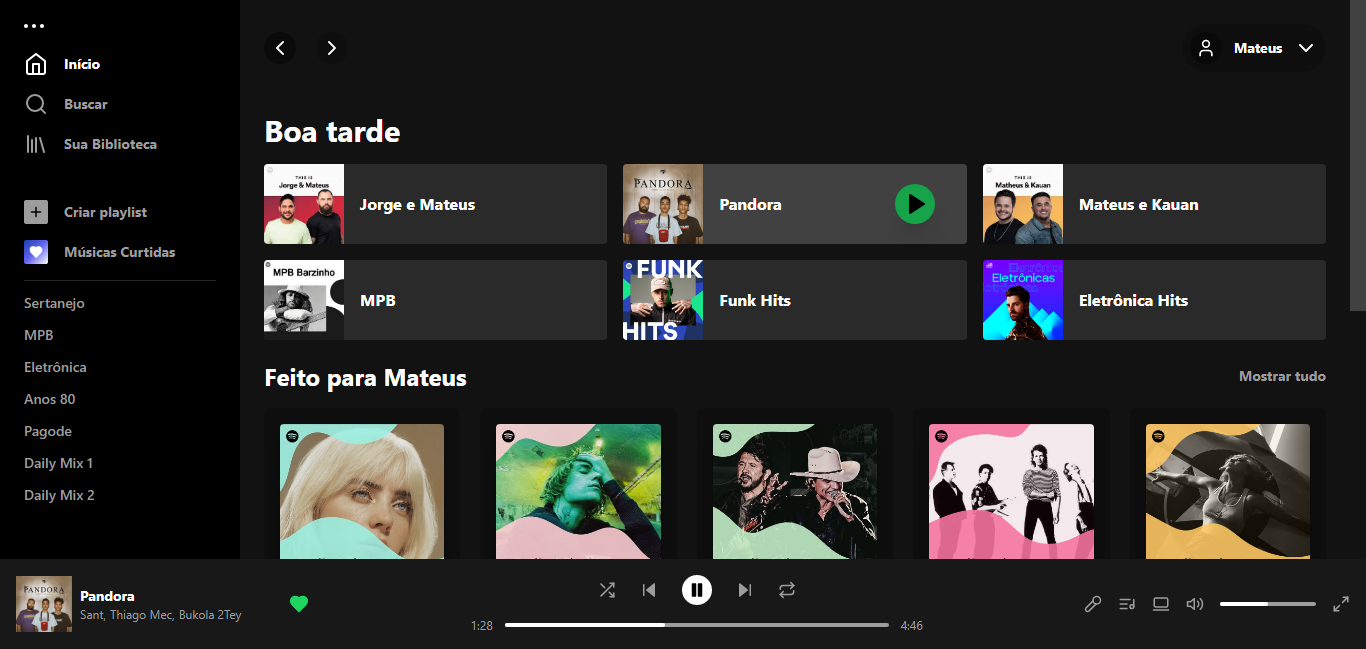 Início
Buscar
Sua Biblioteca
Criar playlist
Músicas Curtidas
Sertanejo
MPB
Eletrônica
Anos 80
Pagode
Daily Mix 1
Daily Mix 2
Mateus
Boa tarde
THIS IS
Jorge & Mateus
Jorge e Mateus
PANDORA
Pandora
THIS IS
Matheus & Kauan
Mateus e Kauan
MPB Barzinho
MPB
FUNK
HITS
Funk Hits
Eletrônicas
Eletrônica Hits
Feito para Mateus
Mostrar tudo
PANDORA
Pandora
Sant, Thiago Mec, Bukola 2Tey
1:28
4:46